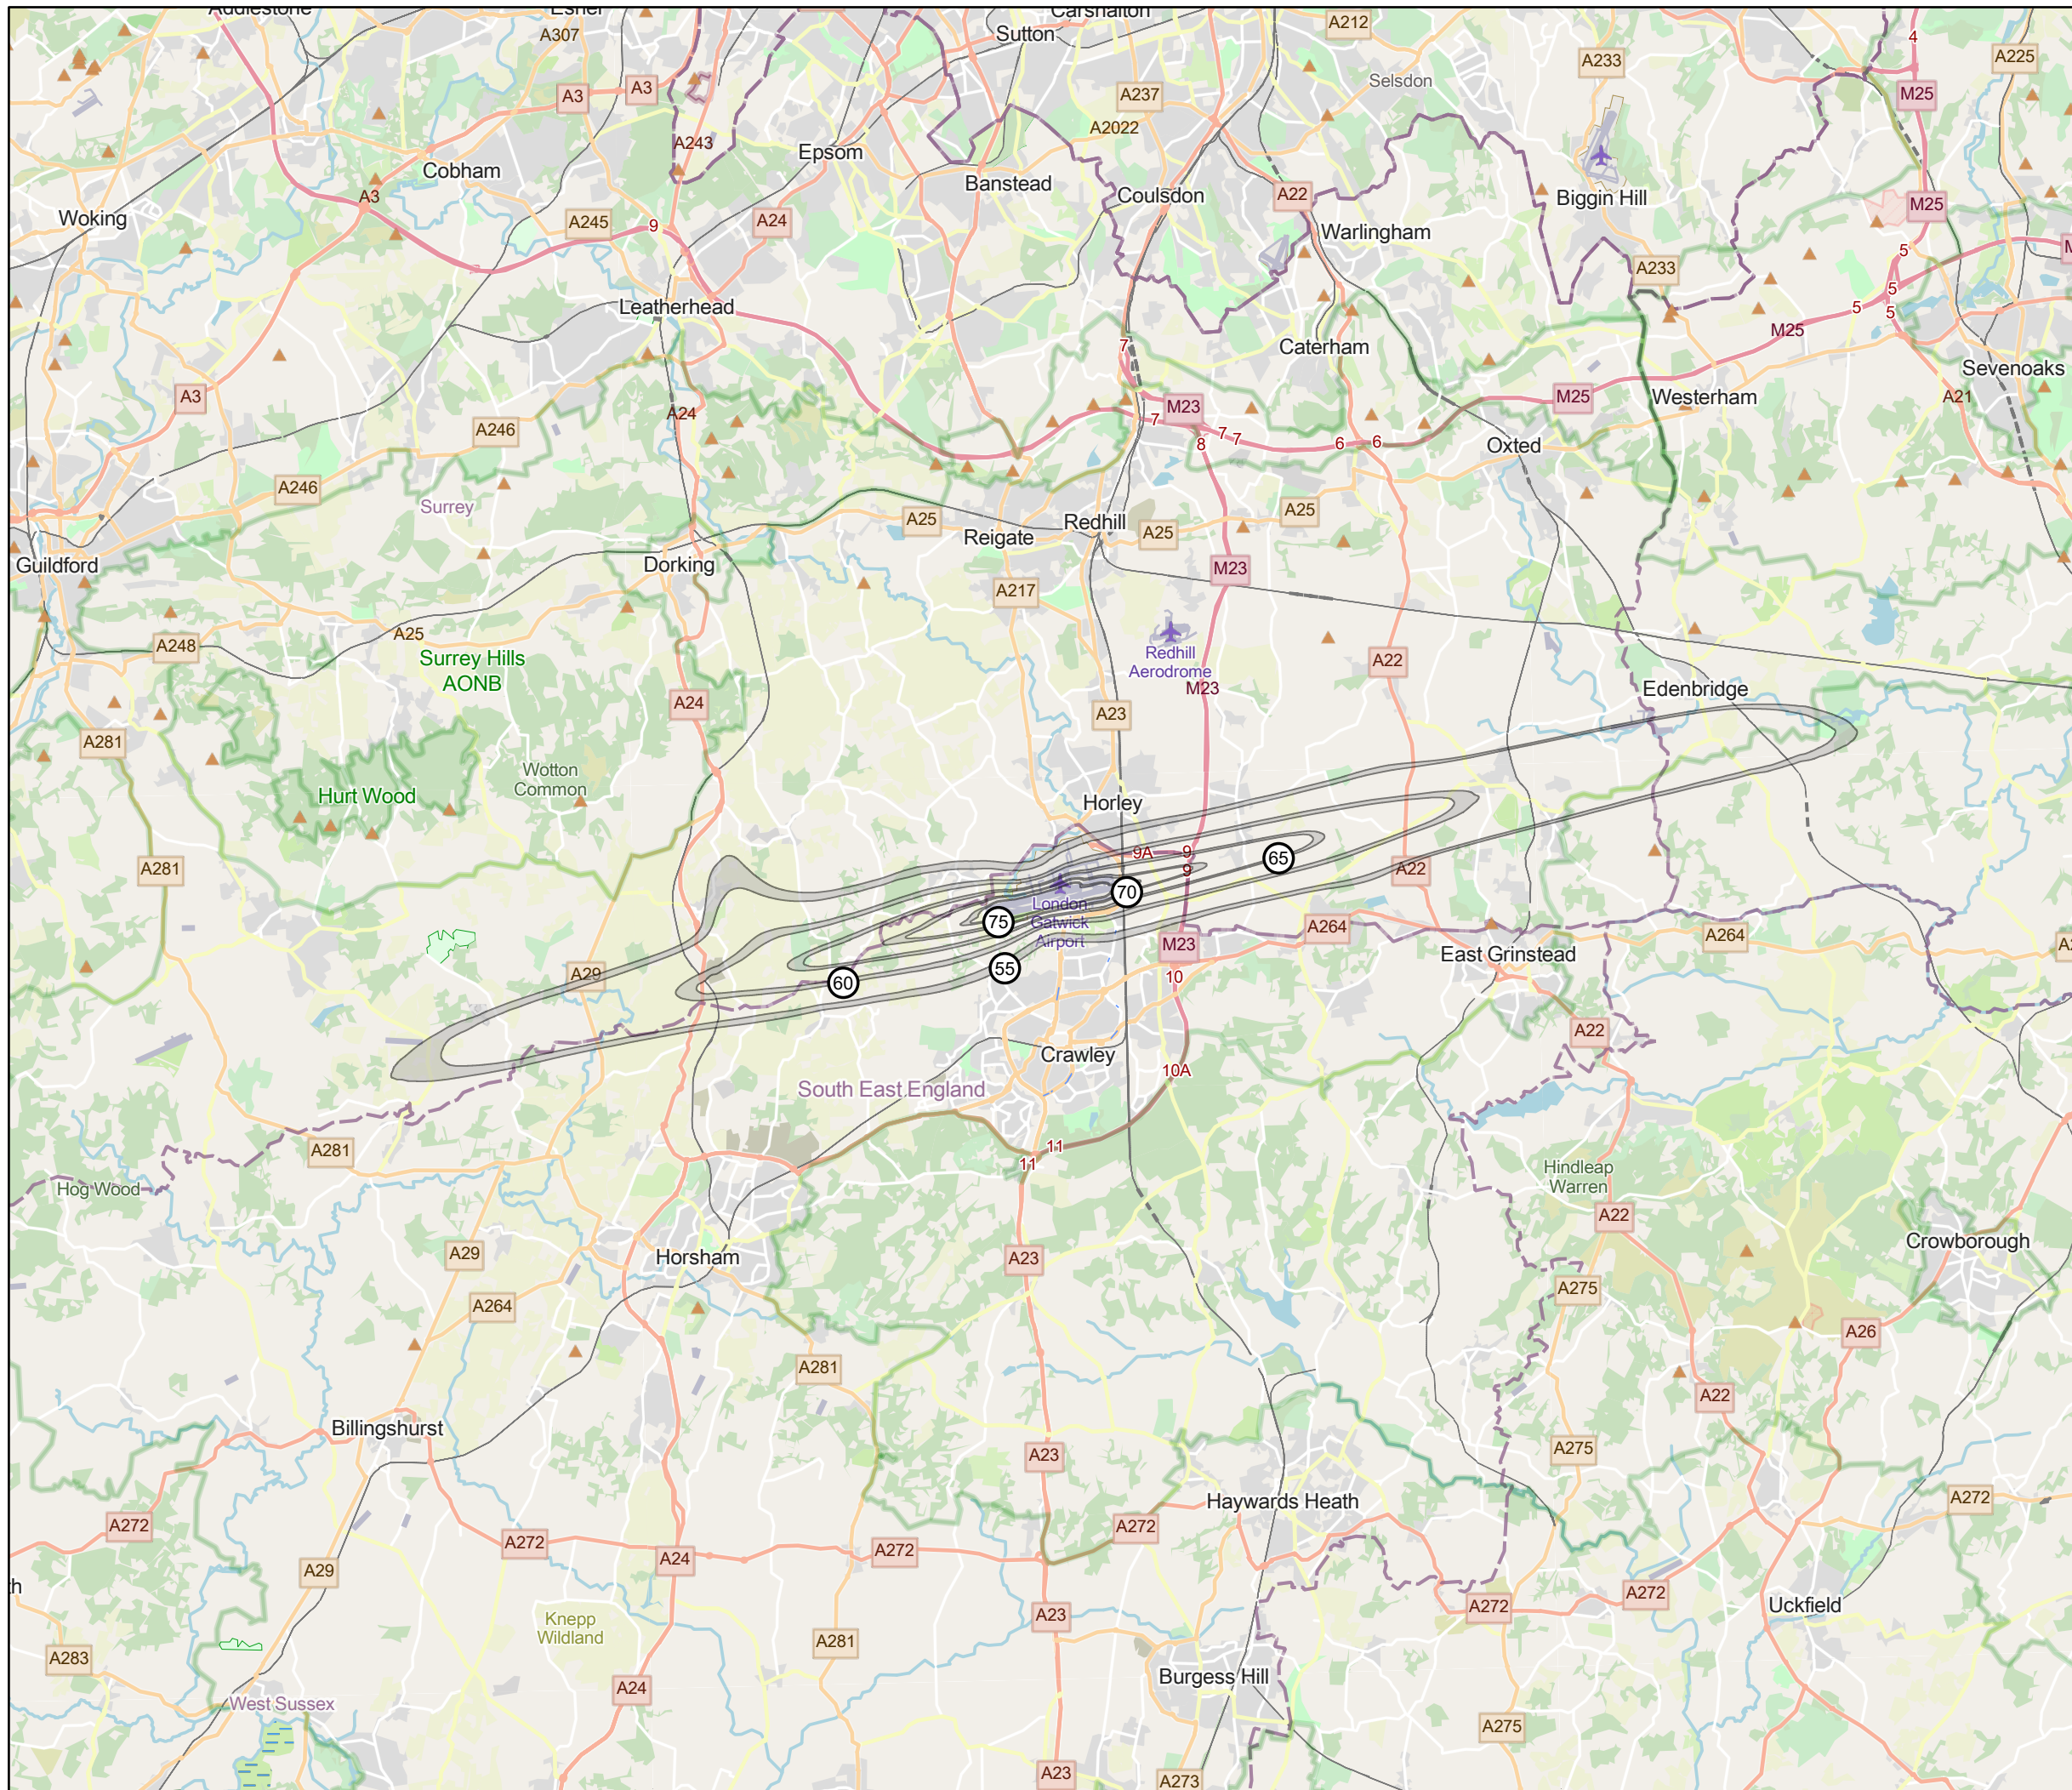 Addlestone
Esher
Carshalton
A307
Sutton
A212
4
A225
A233
Selsdon
A3
A3
A237
M25
A2022
A243
Epsom
Cobham
Banstead
Coulsdon
A22
Biggin Hill
M25
A3
Woking
A245
9
A24
Warlingham
5
A233
5
5
5
Leatherhead
M25
7
Caterham
Sevenoaks
A3
A24
M23
M25
Westerham
A21
A246
7
7
7
8
6
6
Oxted
A246
Surrey
A25
Redhill
A25
A25
Reigate
Guildford
Dorking
M23
A217
A25
A248
Surrey Hills
AONB
Redhill
Aerodrome
A22
M23
Edenbridge
A24
A23
A281
Wotton
Common
Hurt Wood
Horley
9A
9
65
A281
9
A22
70
London
Gatwick
Airport
75
A264
A264
M23
East Grinstead
55
A29
60
10
A22
Crawley
10A
South East England
A281
11
11
Hog Wood
Hindleap
Warren
A22
A29
Horsham
A23
Crowborough
A275
A264
A26
A281
A22
Billingshurst
A23
A275
Haywards Heath
A272
A272
A272
A272
A24
A272
A29
th
A272
A272
A23
Uckfield
Knepp
Wildland
A281
A283
Burgess Hill
A24
West Sussex
A275
A23
A273